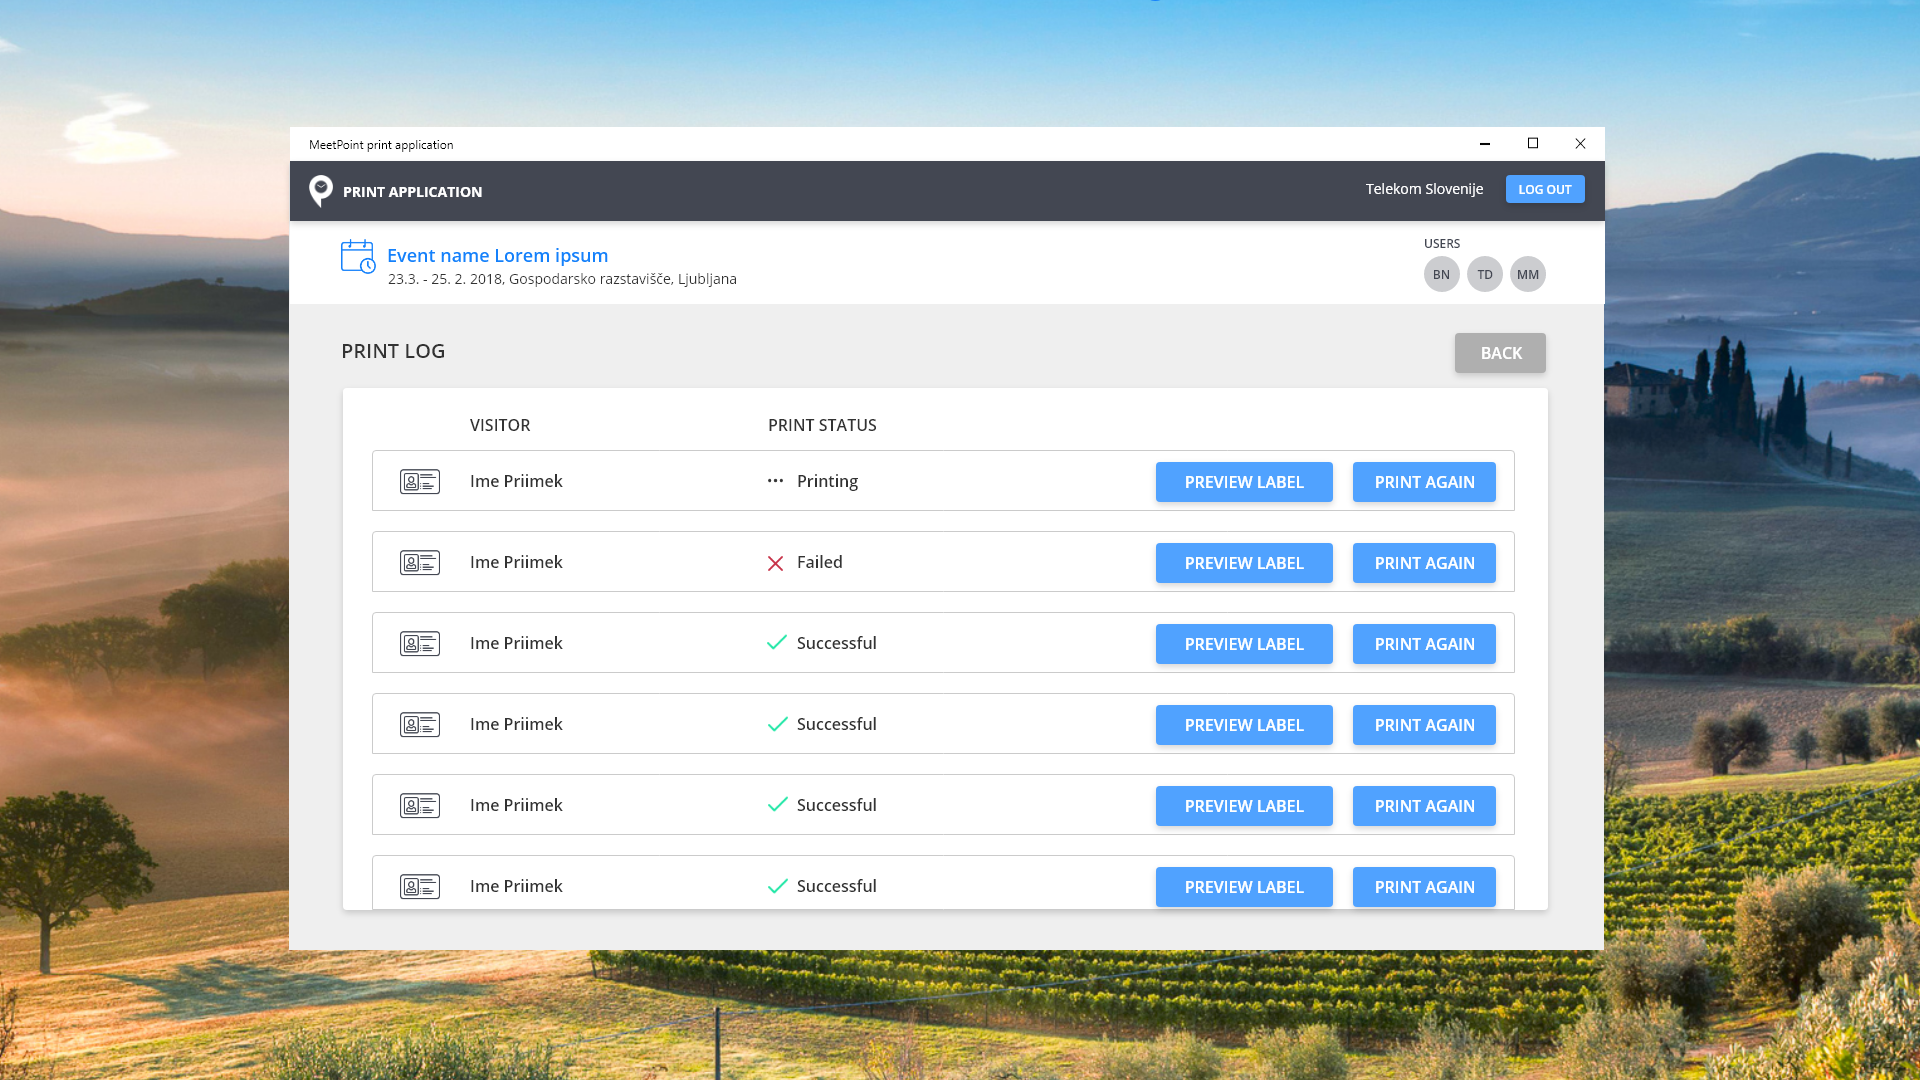 MeetPoint print application
PRINT APPLICATION
Telekom Slovenije
LOG OUT
Event name Lorem ipsum
23.3. - 25. 2. 2018, Gospodarsko razstavišče, Ljubljana
USERS
BN TD MM
PRINT LOG
BACK
VISITOR PRINT STATUS
Ime Priimek Printing PREVIEW LABEL PRINT AGAIN
Ime Priimek Failed PREVIEW LABEL PRINT AGAIN
Ime Priimek Successful PREVIEW LABEL PRINT AGAIN
Ime Priimek Successful PREVIEW LABEL PRINT AGAIN
Ime Priimek Successful PREVIEW LABEL PRINT AGAIN
Ime Priimek Successful PREVIEW LABEL PRINT AGAIN